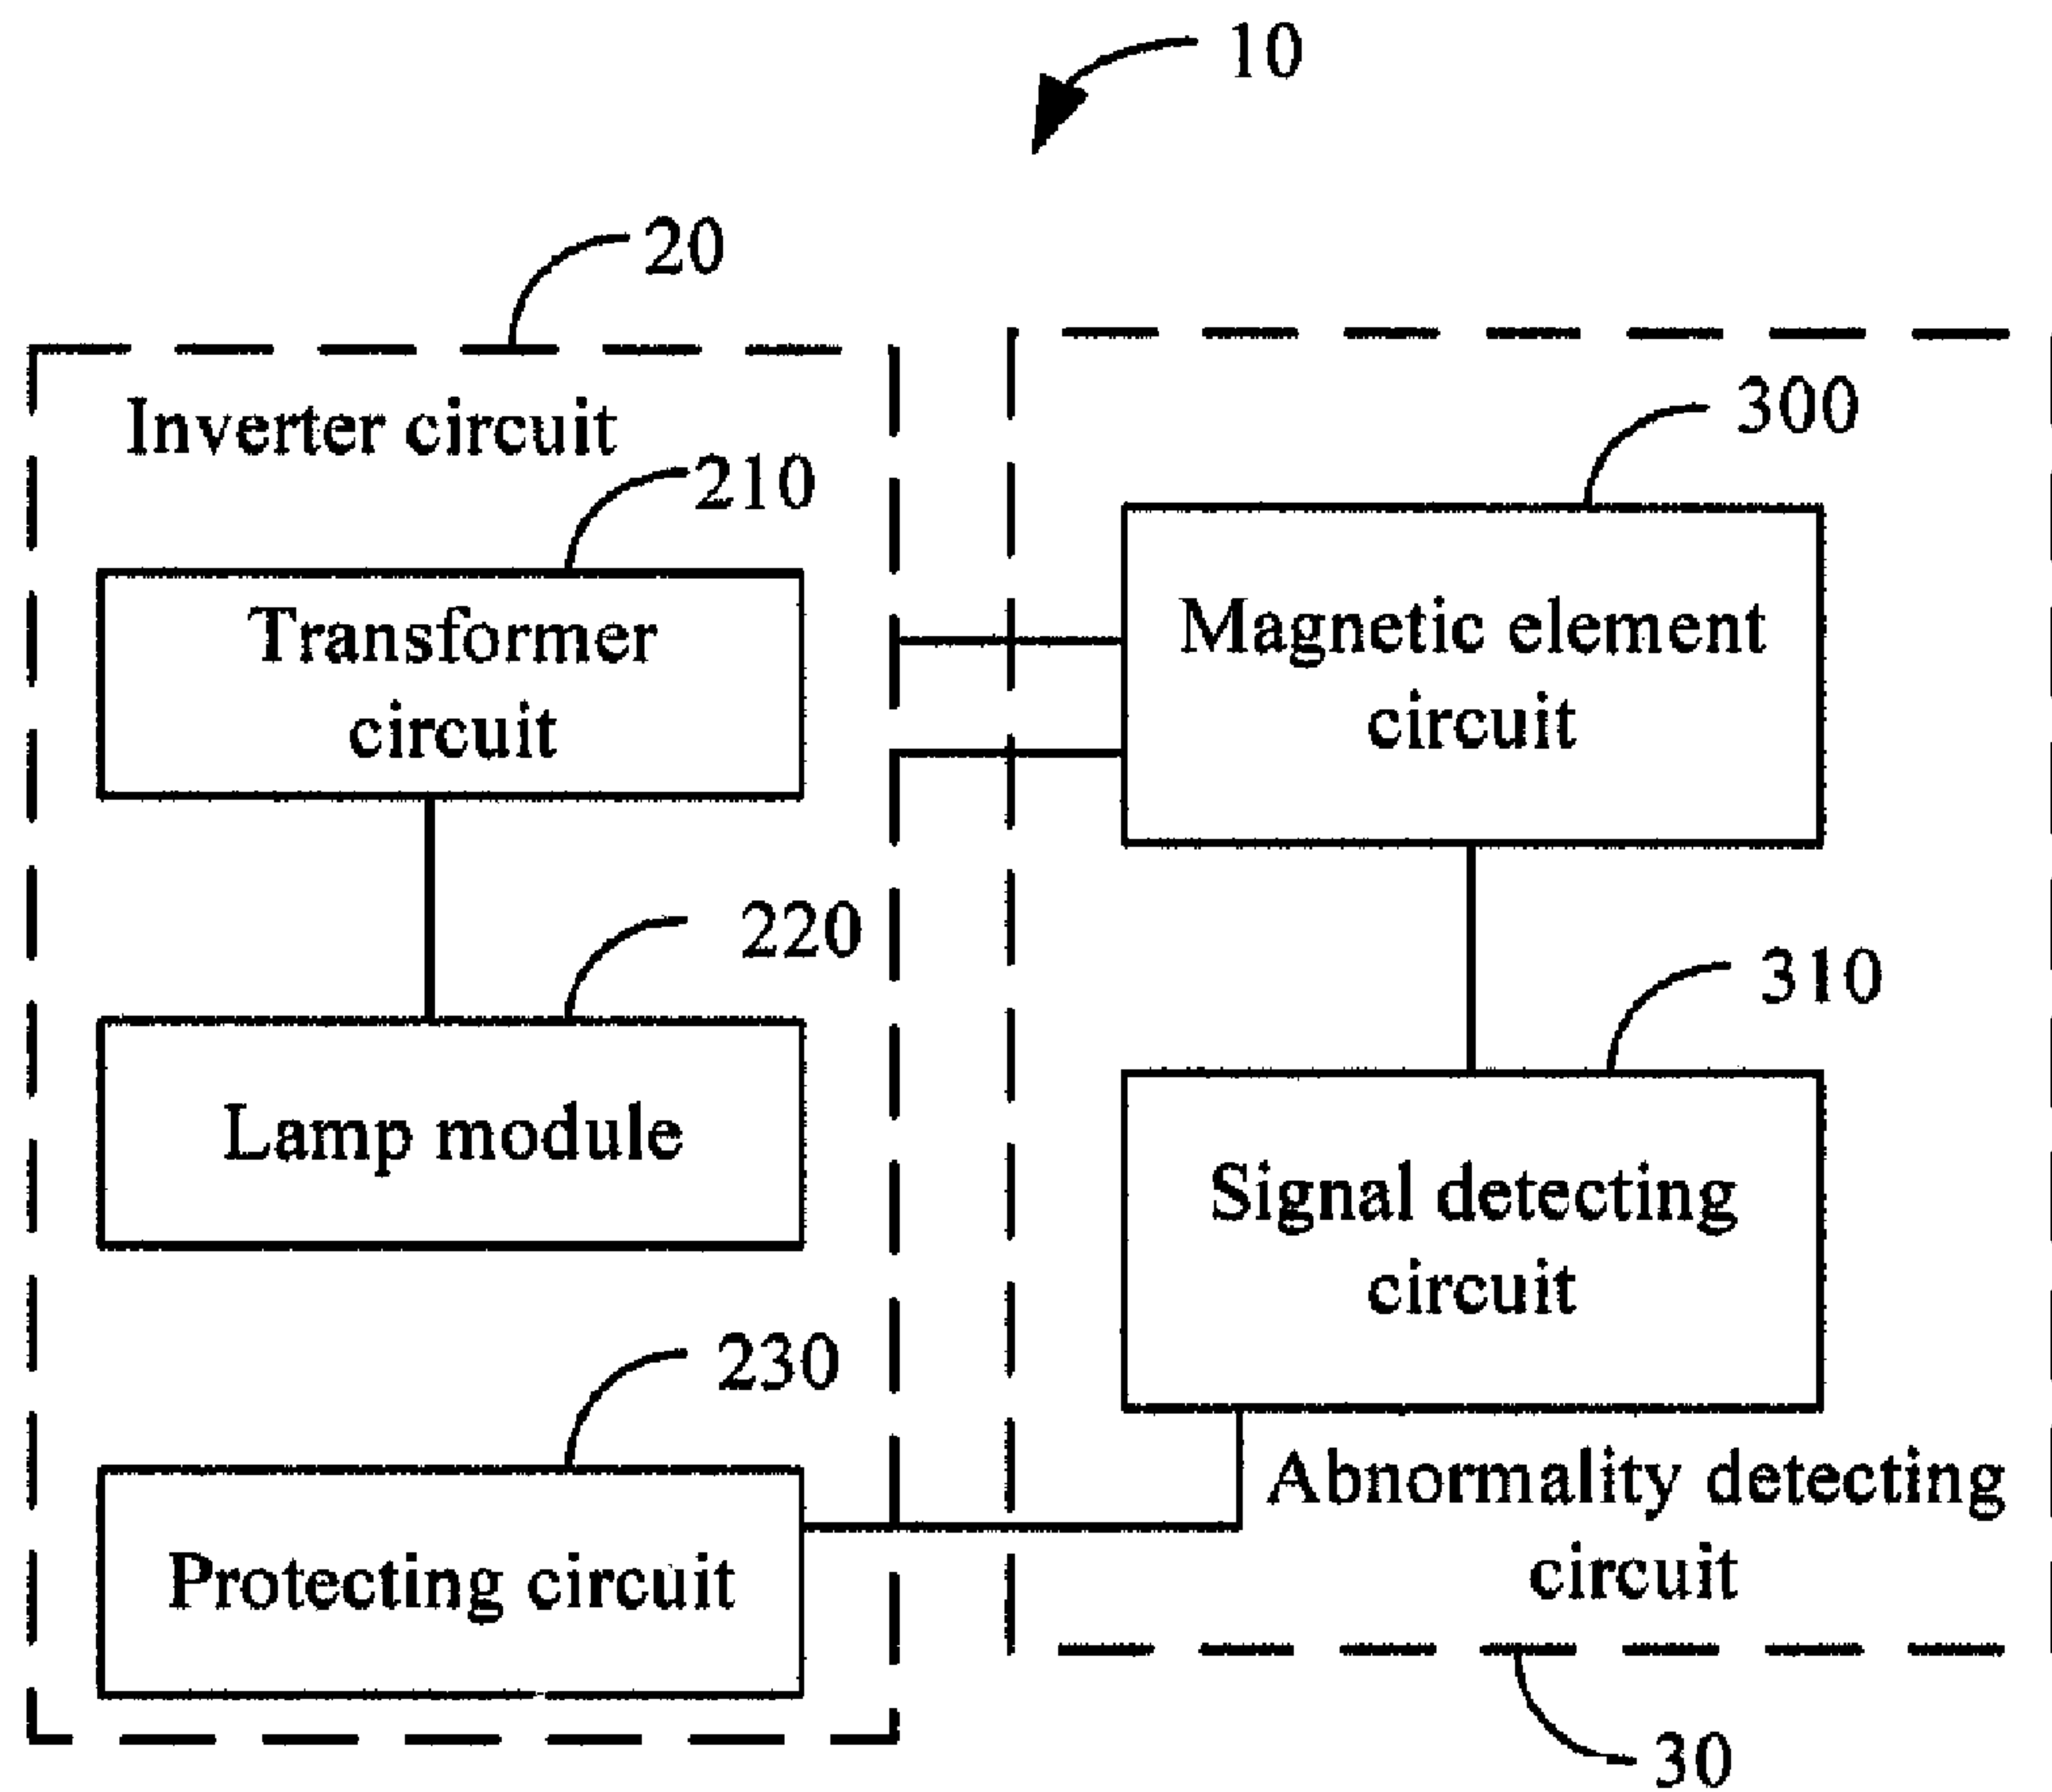 10
20
Inverter circuit
210
Transformer
circuit
220
Lamp module
230
Protecting circuit
300
Magnetic element
circuit
310
Signal detecting
circuit
Abnormality detecting
circuit
30